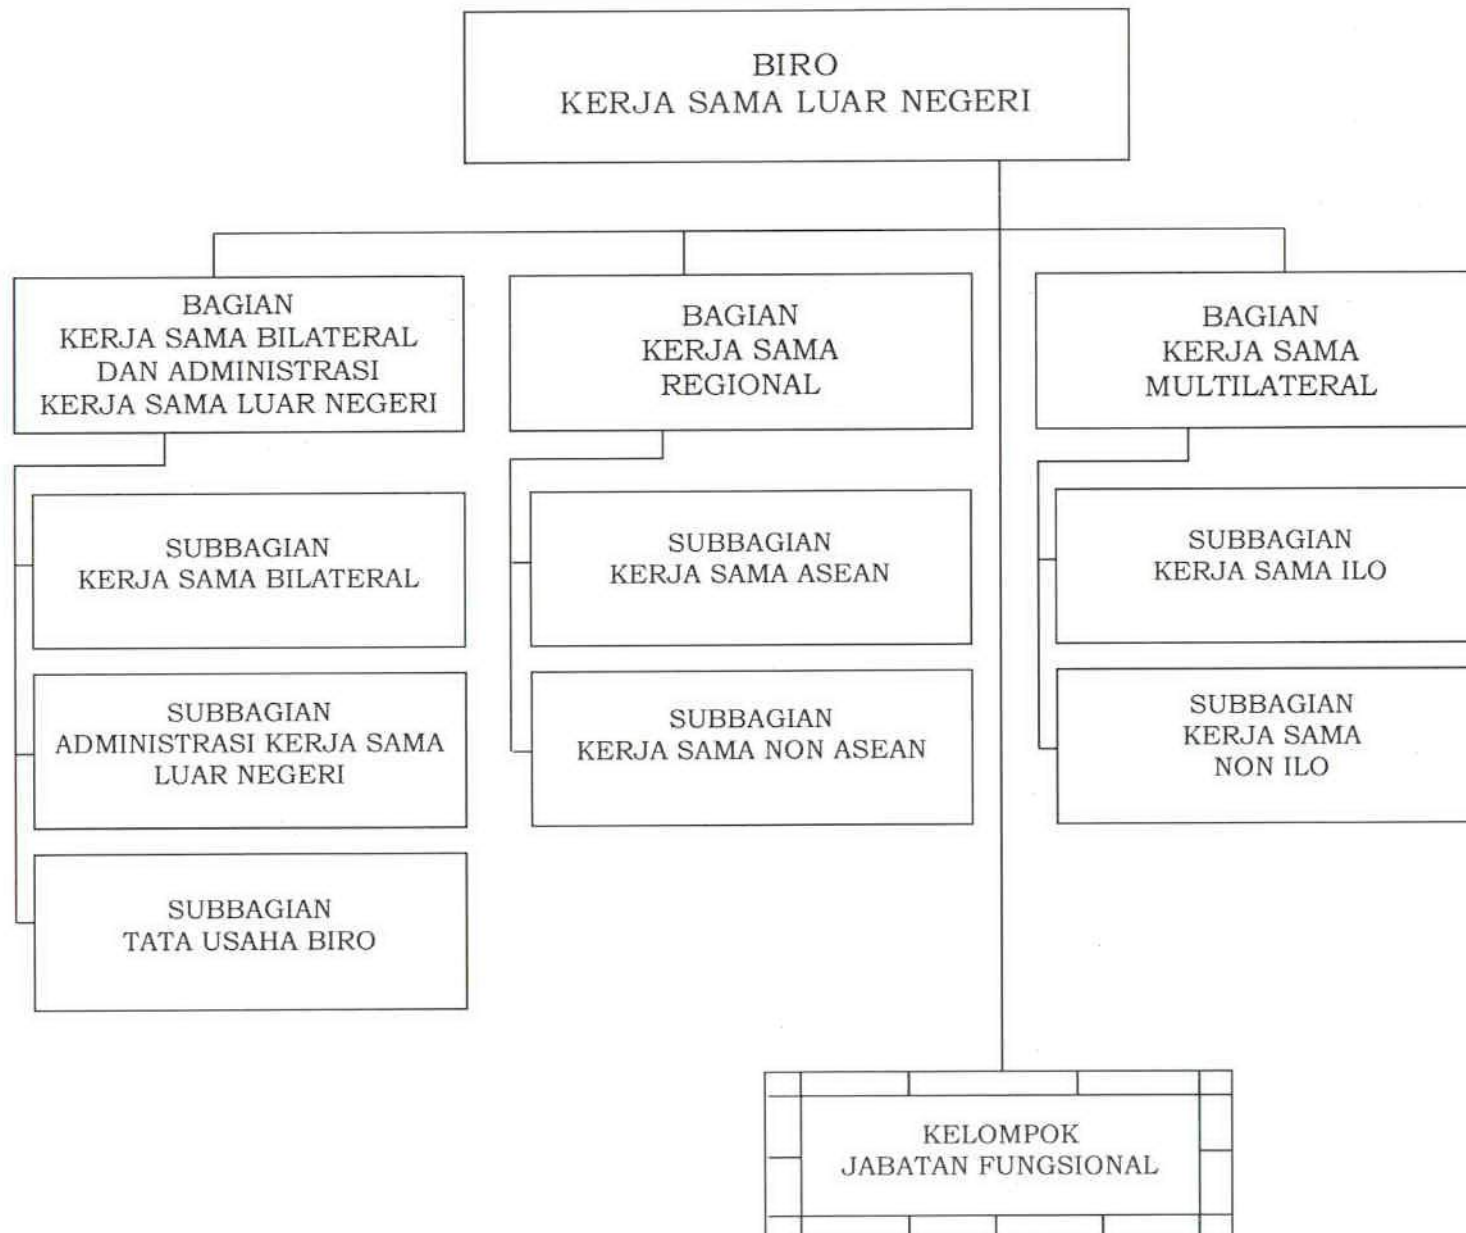 BIRO
KERJA SAMA LUAR NEGERI
BAGIAN
KERJA SAMA BILATERAL
DAN ADMINISTRASI
KERJA SAMA LUAR NEGERI
BAGIAN
KERJA SAMA
REGIONAL
BAGIAN
KERJA SAMA
MULTILATERAL
SUBBAGIAN
KERJA SAMA BILATERAL
SUBBAGIAN
KERJA SAMA ASEAN
SUBBAGIAN
KERJA SAMA ILO
SUBBAGIAN
ADMINISTRASI KERJA SAMA
LUAR NEGERI
SUBBAGIAN
KERJA SAMA NON ASEAN
SUBBAGIAN
KERJA SAMA
NON ILO
SUBBAGIAN
TATA USAHA BIRO
KELOMPOK
JABATAN FUNGSIONAL